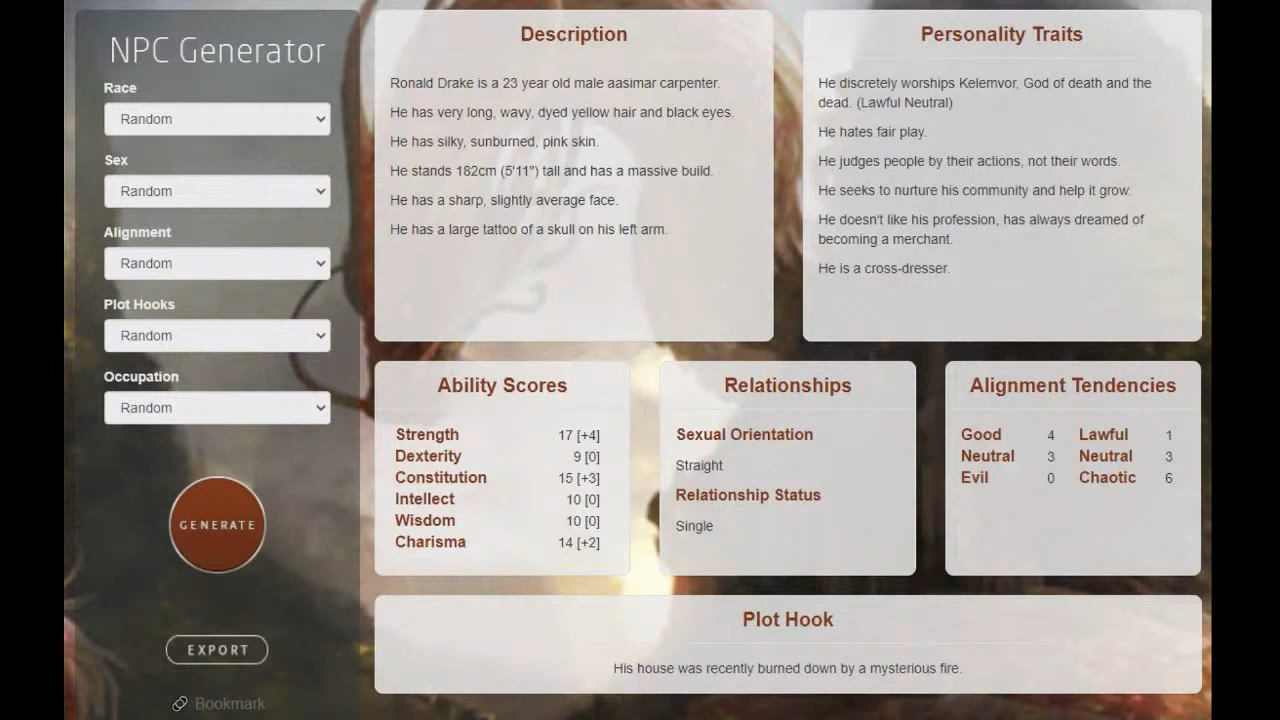 NPC Generator
Race
Random
Sex
Random
Alignment
Random
Plot Hooks
Random
Occupation
Random
GENERATE
EXPORT
Bookmark
Description
Ronald Drake is a 23 year old male aasimar carpenter.
He has very long, wavy, dyed yellow hair and black eyes.
He has silky, sunburned, pink skin.
He stands 182cm (5'11") tall and has a massive build.
He has a sharp, slightly average face.
He has a large tattoo of a skull on his left arm.
Personality Traits
He discretely worships Kelemvor, God of death and the
dead. (Lawful Neutral)
He hates fair play.
He judges people by their actions, not their words.
He seeks to nurture his community and help it grow.
He doesn't like his profession, has always dreamed of
becoming a merchant.
He is a cross-dresser.
Ability Scores
Strength 17 [+4]
Dexterity 9 [0]
Constitution 15 [+3]
Intellect 10 [0]
Wisdom 10 [0]
Charisma 14 [+2]
Relationships
Sexual Orientation
Straight
Relationship Status
Single
Alignment Tendencies
Good 4 Lawful 1
Neutral 3 Neutral 3
Evil 0 Chaotic 6
Plot Hook
His house was recently burned down by a mysterious fire.